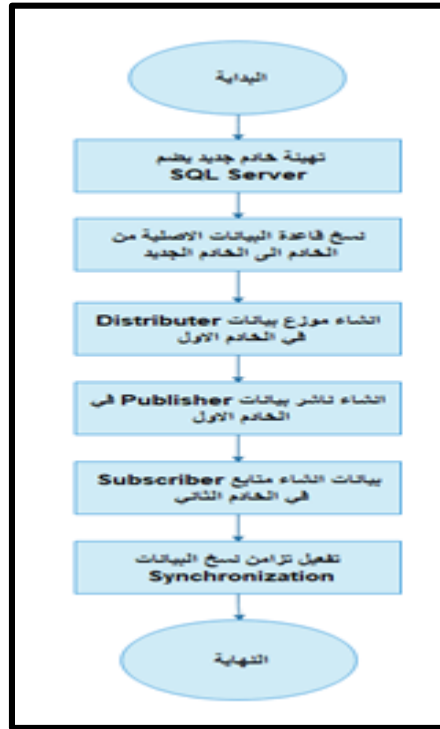 البداية
تهيئة خادم جديد يضم
SQL Server
نسخ قاعدة البيانات الاصلية من
الخادم الى الخادم الجديد
انشاء موزع بيانات Distributer
في الخادم الاول
انشاء ناشر بيانات Publisher في
الخادم الاول
بيانات انشاء متابع Subscriber
في الخادم الثاني
تفعيل تزامن نسخ البيانات
Synchronization
النهاية